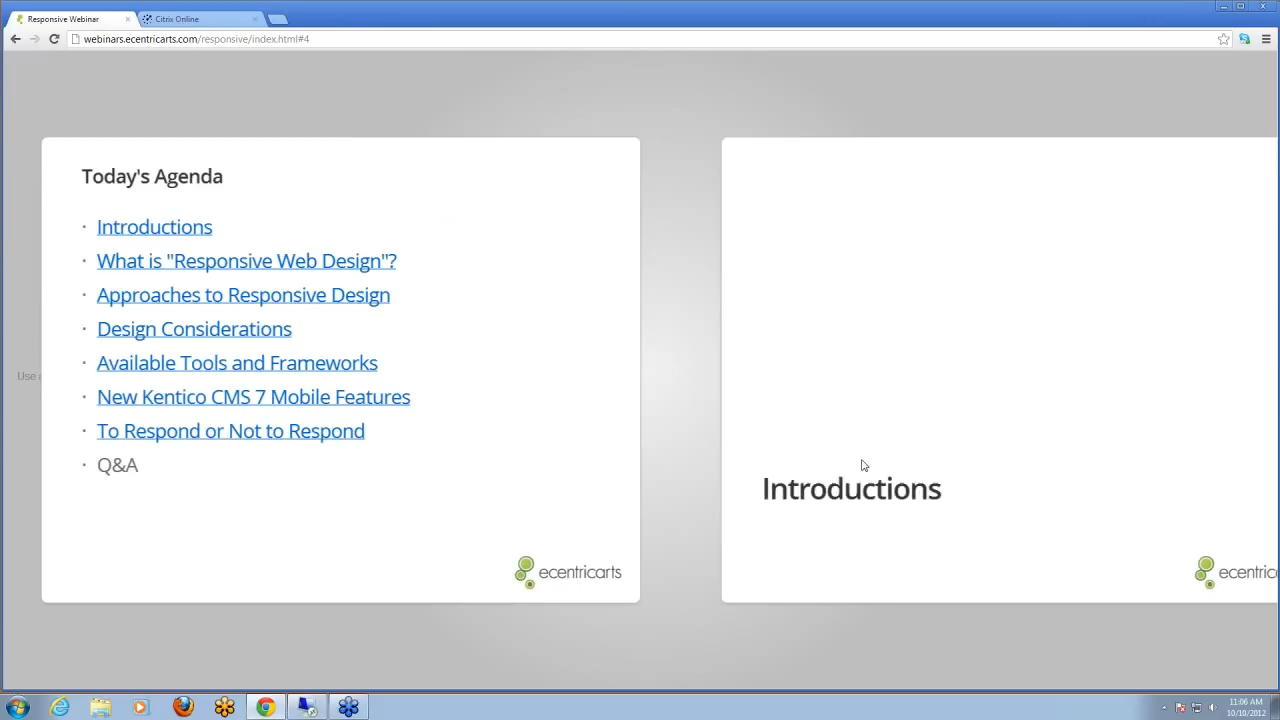 Responsive Webinar
Citrix Online
webinars.ecentricarts.com/responsive/index.html#4
Today's Agenda
· Introductions
· What is "Responsive Web Design"?
· Approaches to Responsive Design
· Design Considerations
· Available Tools and Frameworks
· New Kentico CMS 7 Mobile Features
· To Respond or Not to Respond
· Q&A
ecentricarts
Use
Introductions
ecentric
11:06 AM
10/10/2012